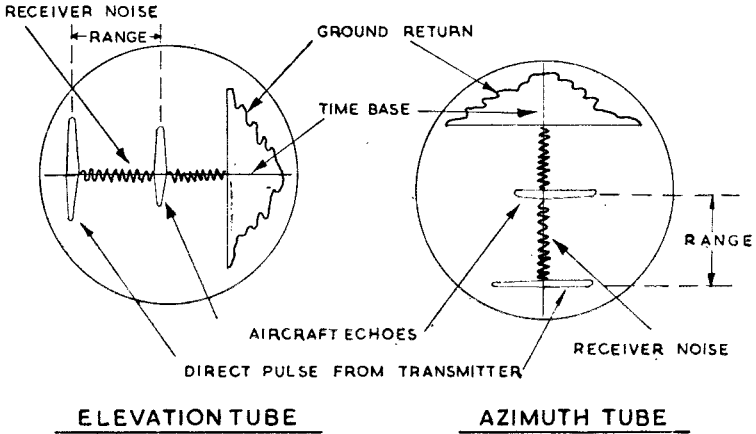 RECEIVER NOISE
RANGE
GROUND RETURN
TIME BASE
RANGE
AIRCRAFT ECHOES
RECEIVER NOISE
DIRECT PULSE FROM TRANSMITTER
ELEVATION TUBE
AZIMUTH TUBE